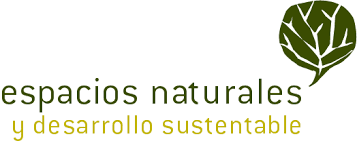 espacios naturales
y desarrollo sustentable